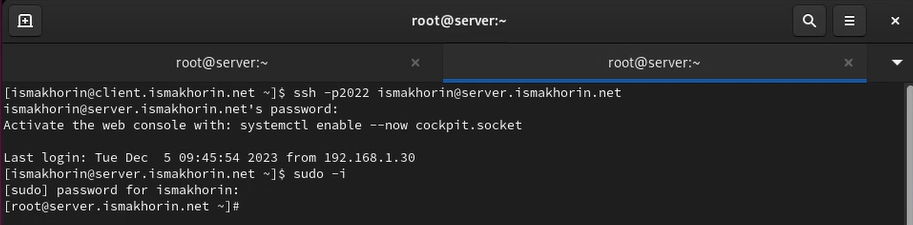 root@server:~
root@server:~ root@server:~
[ismakhorin@client.ismakhorin.net ~]$ ssh -p2022 ismakhorin@server.ismakhorin.net
ismakhorin@server.ismakhorin.net's password:
Activate the web console with: systemctl enable --now cockpit.socket
Last login: Tue Dec  5 09:45:54 2023 from 192.168.1.30
[ismakhorin@server.ismakhorin.net ~]$ sudo -i
[sudo] password for ismakhorin:
[root@server.ismakhorin.net ~]#